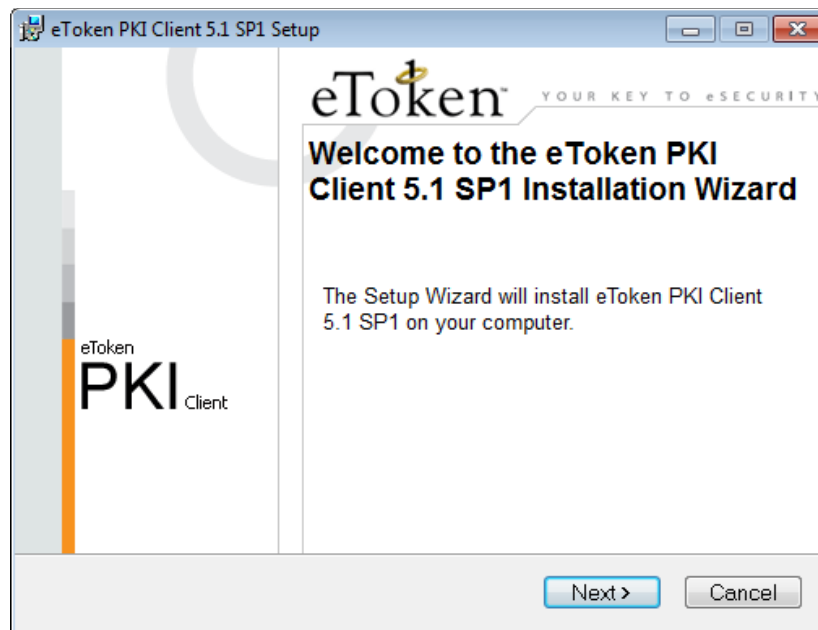 eToken PKI Client 5.1 SP1 Setup
eToken™ YOUR KEY TO eSECURITY
Welcome to the eToken PKI
Client 5.1 SP1 Installation Wizard
The Setup Wizard will install eToken PKI Client
5.1 SP1 on your computer.
eToken
PKI Client
Next >
Cancel